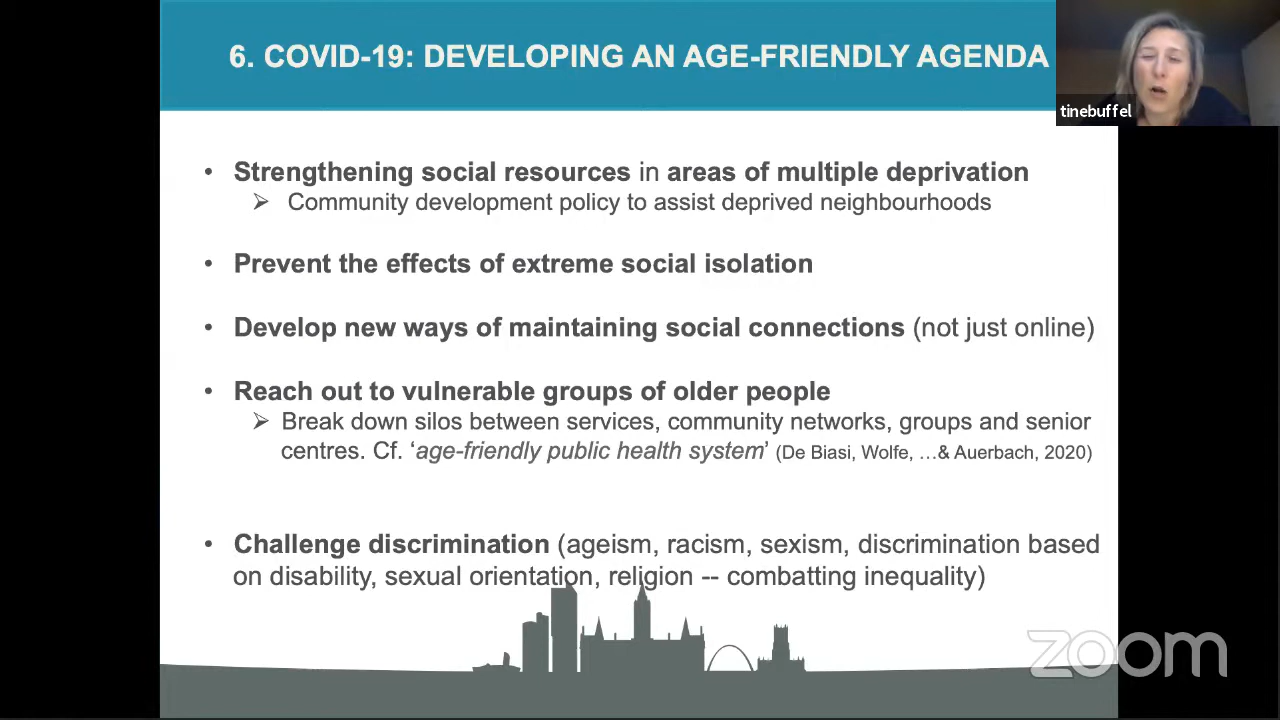 6. COVID-19: DEVELOPING AN AGE-FRIENDLY AGENDA
tinebuffel
• Strengthening social resources in areas of multiple deprivation
➢ Community development policy to assist deprived neighbourhoods
• Prevent the effects of extreme social isolation
• Develop new ways of maintaining social connections (not just online)
• Reach out to vulnerable groups of older people
➢ Break down silos between services, community networks, groups and senior
centres. Cf. ‘age-friendly public health system’ (De Biasi, Wolfe, …& Auerbach, 2020)
• Challenge discrimination (ageism, racism, sexism, discrimination based
on disability, sexual orientation, religion -- combatting inequality)
zoom